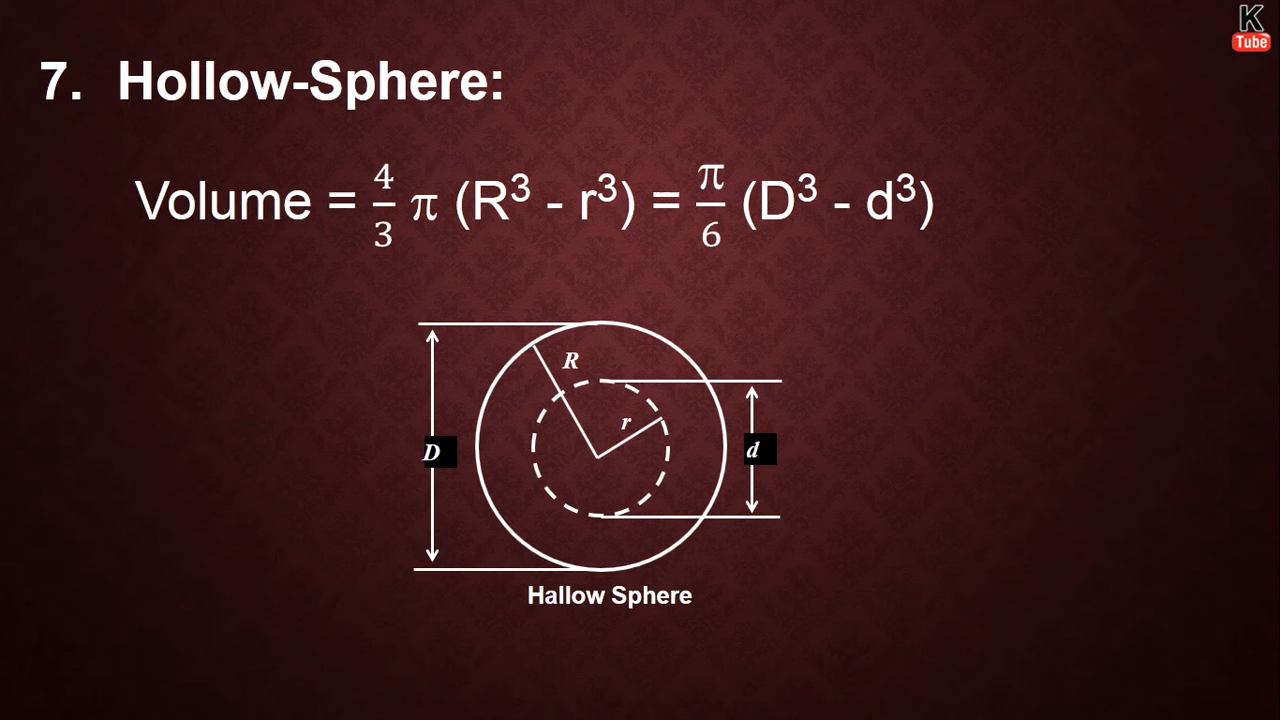 K
Tube
7. Hollow-Sphere:
Volume = 4/3 π (R³ - r³) = π/6 (D³ - d³)
R
r
D
d
Hallow Sphere